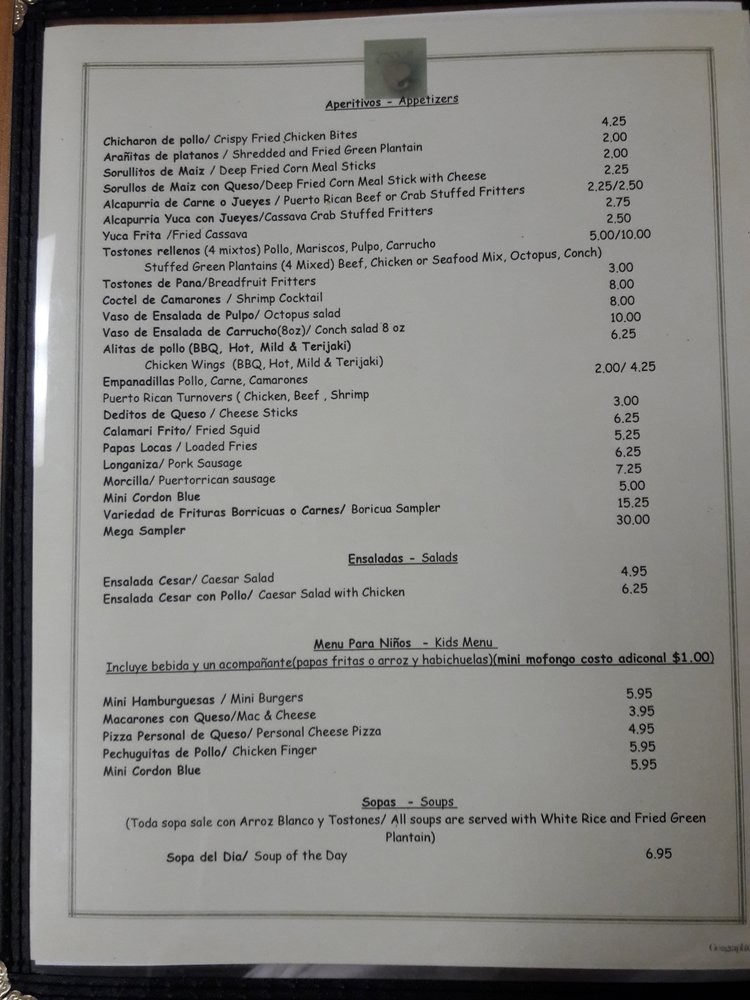 Aperitivos - Appetizers
Chicharon de pollo/ Crispy Fried Chicken Bites 4.25
Arañitas de platanos / Shredded and Fried Green Plantain 2.00
Sorullitos de Maiz / Deep Fried Corn Meal Sticks 2.00
Sorullos de Maiz con Queso/Deep Fried Corn Meal Stick with Cheese 2.25
Alcapurria de Carne o Jueyes / Puerto Rican Beef or Crab Stuffed Fritters 2.25/2.50
Alcapurria Yuca con Jueyes/Cassava Crab Stuffed Fritters 2.75
Yuca Frita /Fried Cassava 2.50
Tostones rellenos (4 mixtos) Pollo, Mariscos, Pulpo, Carrucho 5.00/10.00
Stuffed Green Plantains (4 Mixed) Beef, Chicken or Seafood Mix, Octopus, Conch)
Tostones de Pana/Breadfruit Fritters 3.00
Coctel de Camarones / Shrimp Cocktail 8.00
Vaso de Ensalada de Pulpo/ Octopus salad 8.00
Vaso de Ensalada de Carrucho(8oz)/ Conch salad 8 oz 10.00
Alitas de pollo (BBQ, Hot, Mild & Terijaki) 6.25
Chicken Wings (BBQ, Hot, Mild & Terijaki)
Empanadillas Pollo, Carne, Camarones 2.00/ 4.25
Puerto Rican Turnovers ( Chicken, Beef , Shrimp
Deditos de Queso / Cheese Sticks 3.00
Calamari Frito/ Fried Squid 6.25
Papas Locas / Loaded Fries 5.25
Longaniza/ Pork Sausage 6.25
Morcilla/ Puertorrican sausage 7.25
Mini Cordon Blue 5.00
Variedad de Frituras Borricuas o Carnes/ Boricua Sampler 15.25
Mega Sampler 30.00
Ensaladas - Salads
Ensalada Cesar/ Caesar Salad 4.95
Ensalada Cesar con Pollo/ Caesar Salad with Chicken 6.25
Menu Para Niños - Kids Menu
Incluye bebida y un acompañante(papas fritas o arroz y habichuelas)(mini mofongo costo adiconal $1.00)
Mini Hamburguesas / Mini Burgers 5.95
Macarones con Queso/Mac & Cheese 3.95
Pizza Personal de Queso/ Personal Cheese Pizza 4.95
Pechuguitas de Pollo/ Chicken Finger 5.95
Mini Cordon Blue 5.95
Sopas - Soups
(Toda sopa sale con Arroz Blanco y Tostones/ All soups are served with White Rice and Fried Green
Plantain)
Sopa del Dia/ Soup of the Day 6.95